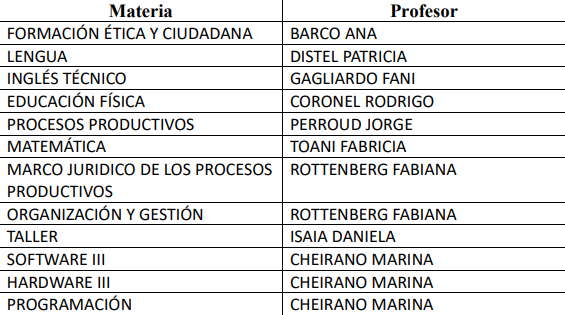 Materia Profesor
FORMACIÓN ÉTICA Y CIUDADANA BARCO ANA
LENGUA DISTEL PATRICIA
INGLÉS TÉCNICO GAGLIARDO FANI
EDUCACIÓN FÍSICA CORONEL RODRIGO
PROCESOS PRODUCTIVOS PERROUD JORGE
MATEMÁTICA TOANI FABRICIA
MARCO JURIDICO DE LOS PROCESOS ROTTENBERG FABIANA
PRODUCTIVOS
ORGANIZACIÓN Y GESTIÓN ROTTENBERG FABIANA
TALLER ISAIA DANIELA
SOFTWARE III CHEIRANO MARINA
HARDWARE III CHEIRANO MARINA
PROGRAMACIÓN CHEIRANO MARINA